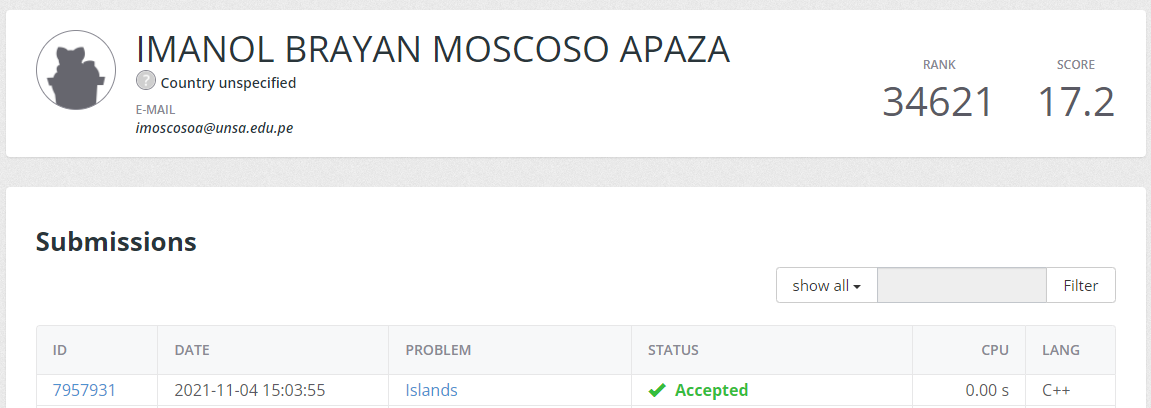 IMANOL BRAYAN MOSCOSO APAZA
? Country unspecified
E-MAIL
imoscosoa@unsa.edu.pe
RANK
34621
SCORE
17.2
Submissions
show all
Filter
ID DATE PROBLEM STATUS CPU LANG
7957931 2021-11-04 15:03:55 Islands Accepted 0.00 s C++